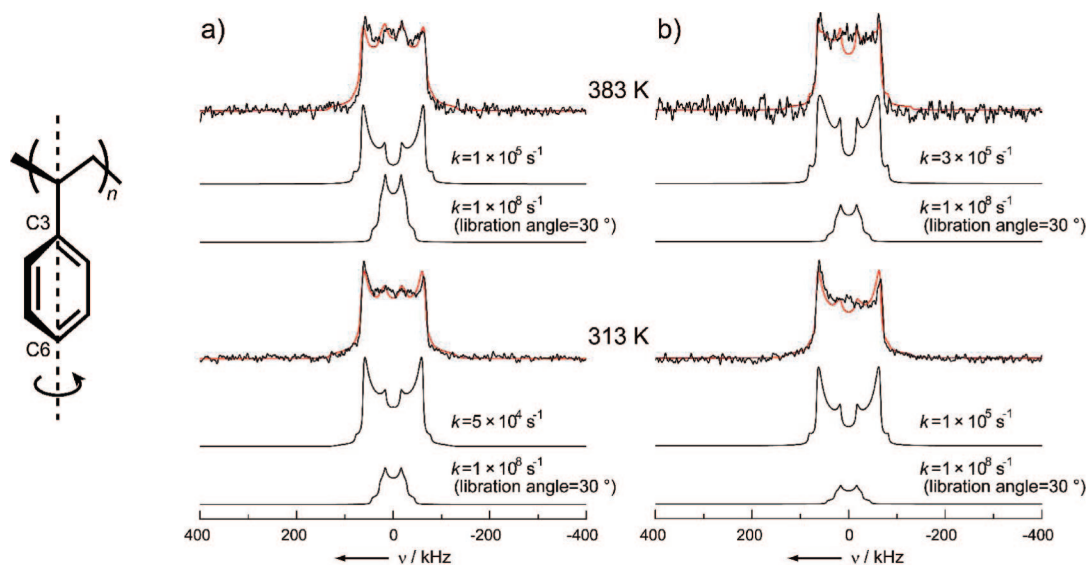 a)
b)
383 K
k=1 × 10⁵ s⁻¹
k=3 × 10⁵ s⁻¹
k=1 × 10⁸ s⁻¹
(libration angle=30 °)
k=1 × 10⁸ s⁻¹
(libration angle=30 °)
n
C3
C6
313 K
k=5 × 10⁴ s⁻¹
k=1 × 10⁵ s⁻¹
k=1 × 10⁸ s⁻¹
(libration angle=30 °)
k=1 × 10⁸ s⁻¹
(libration angle=30 °)
400 200 0 -200 -400
400 200 0 -200 -400
ν / kHz
ν / kHz